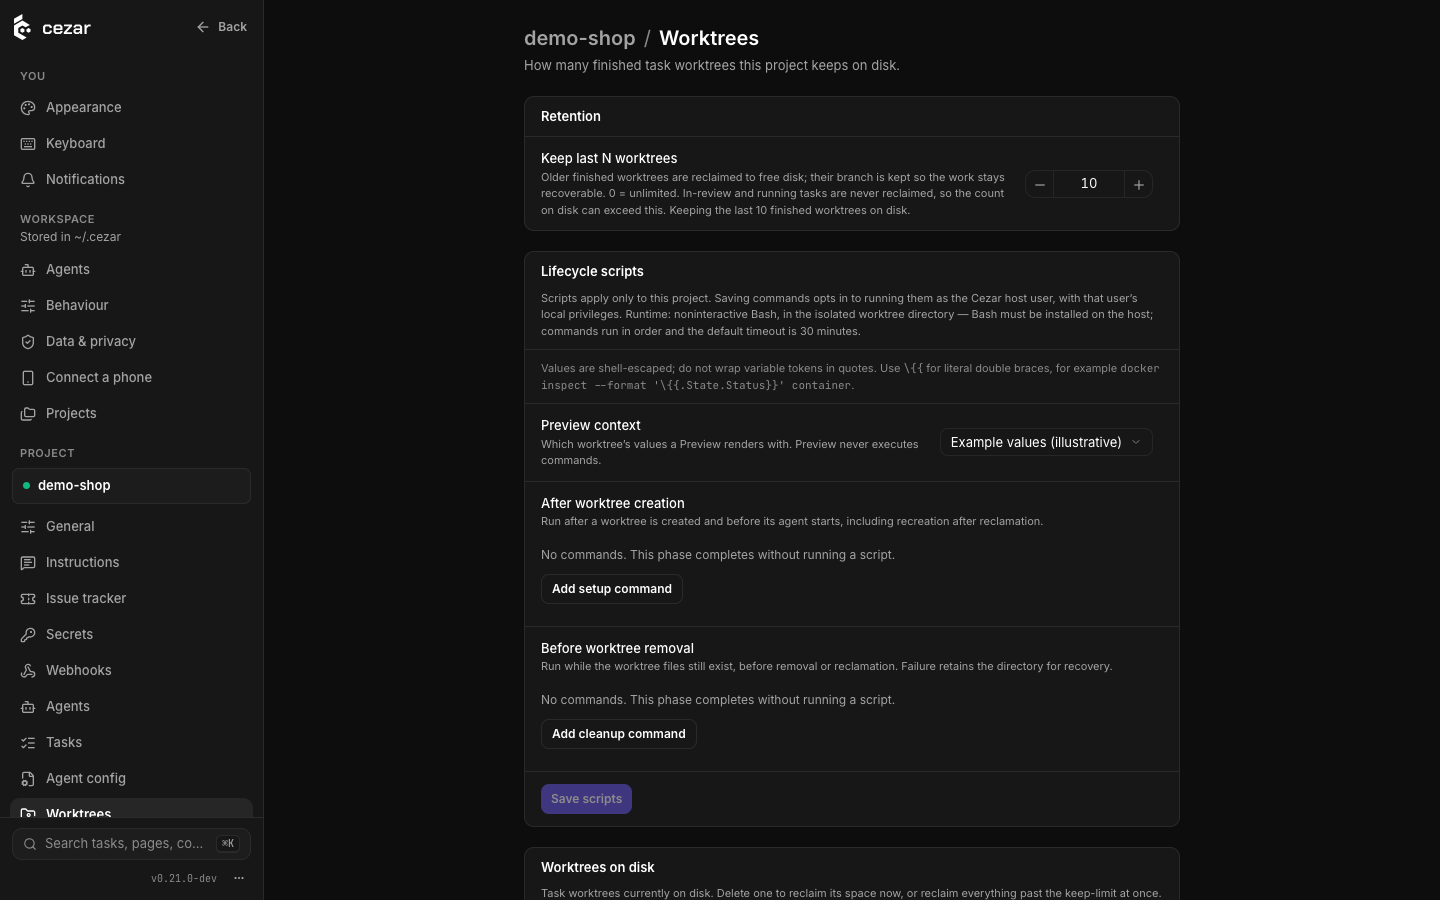 cezar
Back
YOU
Appearance
Keyboard
Notifications
WORKSPACE
Stored in ~/.cezar
Agents
Behaviour
Data & privacy
Connect a phone
Projects
PROJECT
demo-shop
General
Instructions
Issue tracker
Secrets
Webhooks
Agents
Tasks
Agent config
Worktrees
Search tasks, pages, co... ⌘K
v0.21.0-dev ...
demo-shop / Worktrees
How many finished task worktrees this project keeps on disk.
Retention
Keep last N worktrees
Older finished worktrees are reclaimed to free disk; their branch is kept so the work stays
recoverable. 0 = unlimited. In-review and running tasks are never reclaimed, so the count
on disk can exceed this. Keeping the last 10 finished worktrees on disk.
− 10 +
Lifecycle scripts
Scripts apply only to this project. Saving commands opts in to running them as the Cezar host user, with that user’s
local privileges. Runtime: noninteractive Bash, in the isolated worktree directory — Bash must be installed on the host;
commands run in order and the default timeout is 30 minutes.
Values are shell-escaped; do not wrap variable tokens in quotes. Use \{{ for literal double braces, for example docker
inspect --format '\{{.State.Status}}' container.
Preview context
Which worktree’s values a Preview renders with. Preview never executes
commands.
Example values (illustrative)
After worktree creation
Run after a worktree is created and before its agent starts, including recreation after reclamation.
No commands. This phase completes without running a script.
Add setup command
Before worktree removal
Run while the worktree files still exist, before removal or reclamation. Failure retains the directory for recovery.
No commands. This phase completes without running a script.
Add cleanup command
Save scripts
Worktrees on disk
Task worktrees currently on disk. Delete one to reclaim its space now, or reclaim everything past the keep-limit at once.